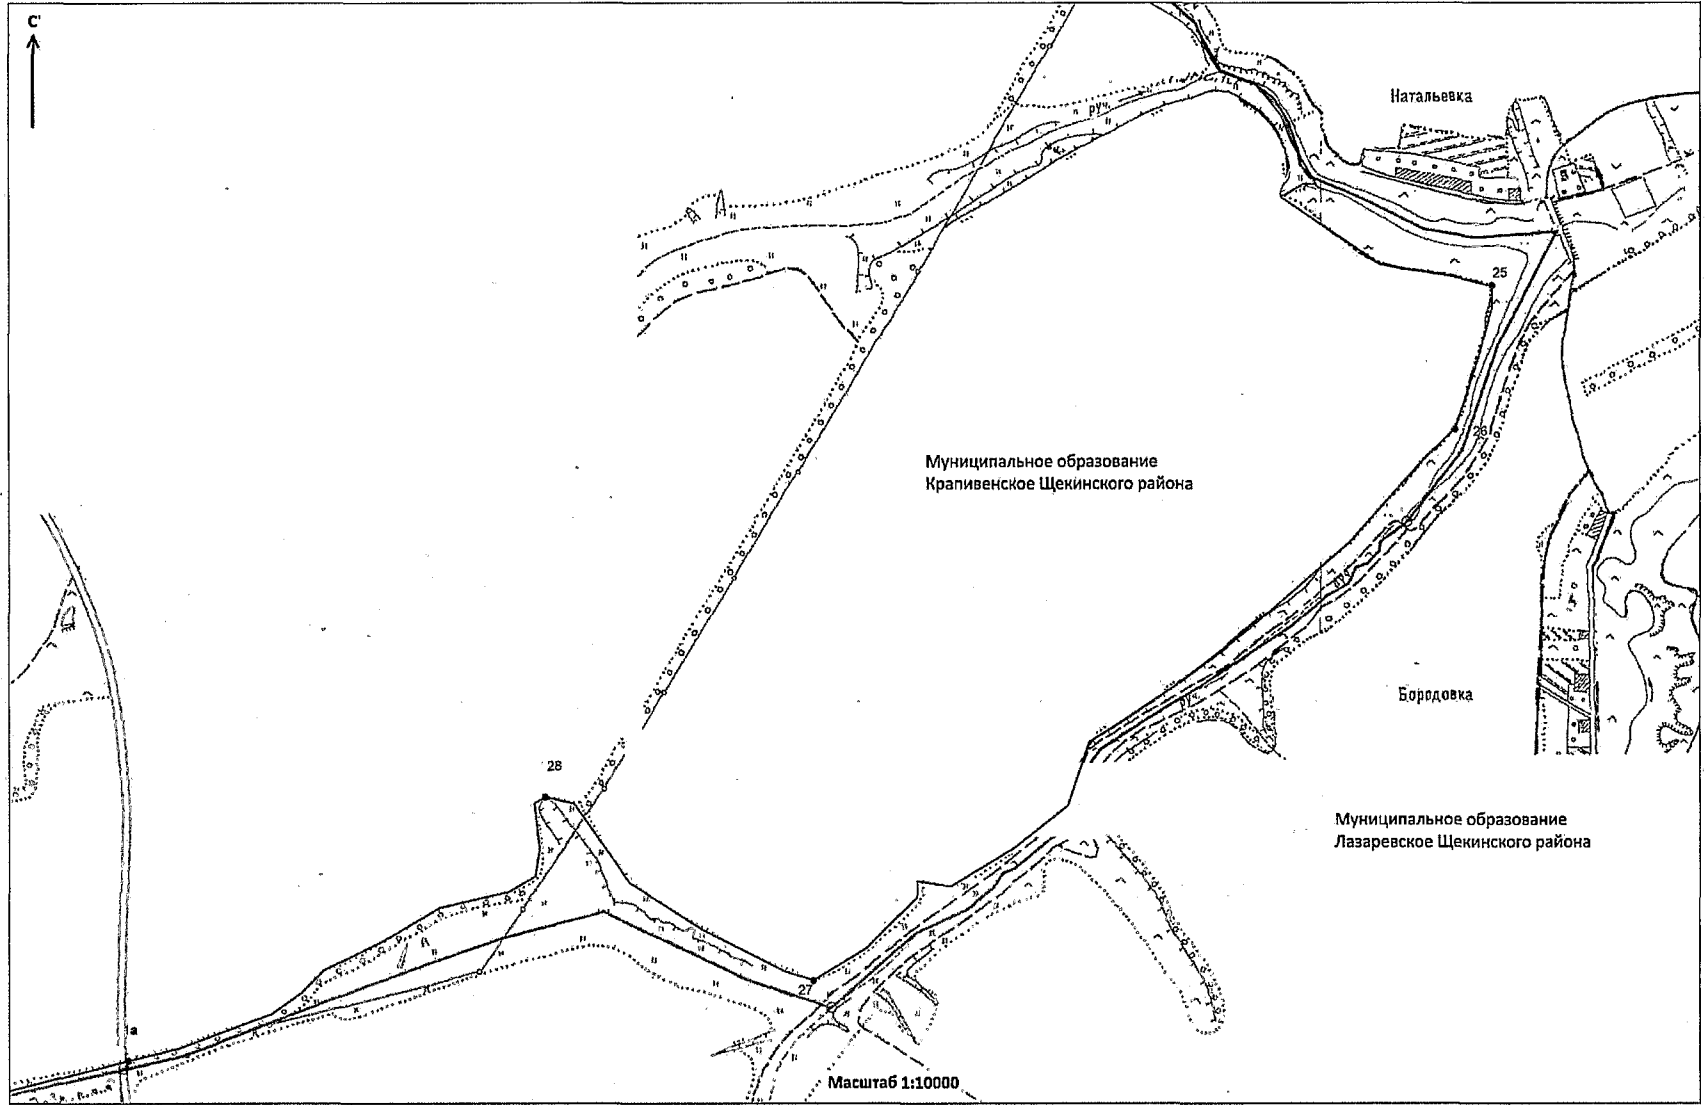 С
Натальевка
руч.
25
26
Муниципальное образование
Крапивенское Щекинского района
руч.
Бородовка
руч.
28
Муниципальное образование
Лазаревское Щекинского района
27
а
Масштаб 1:10000